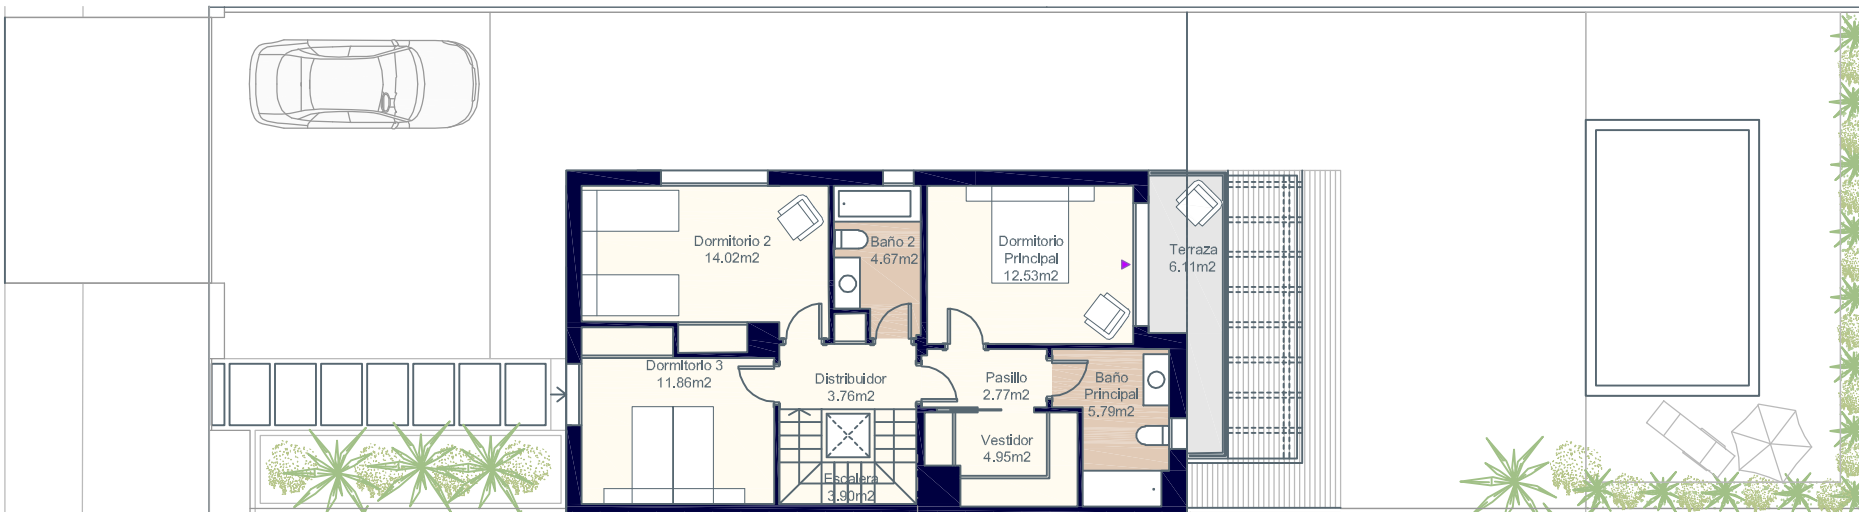 Dormitorio 2
14.02m2
Baño 2
4.67m2
Dormitorio
Principal
12.53m2
Terraza
6.11m2
Dormitorio 3
11.86m2
Distribuidor
3.76m2
Pasillo
2.77m2
Baño
Principal
5.79m2
Vestidor
4.95m2
Escalera
3.90m2